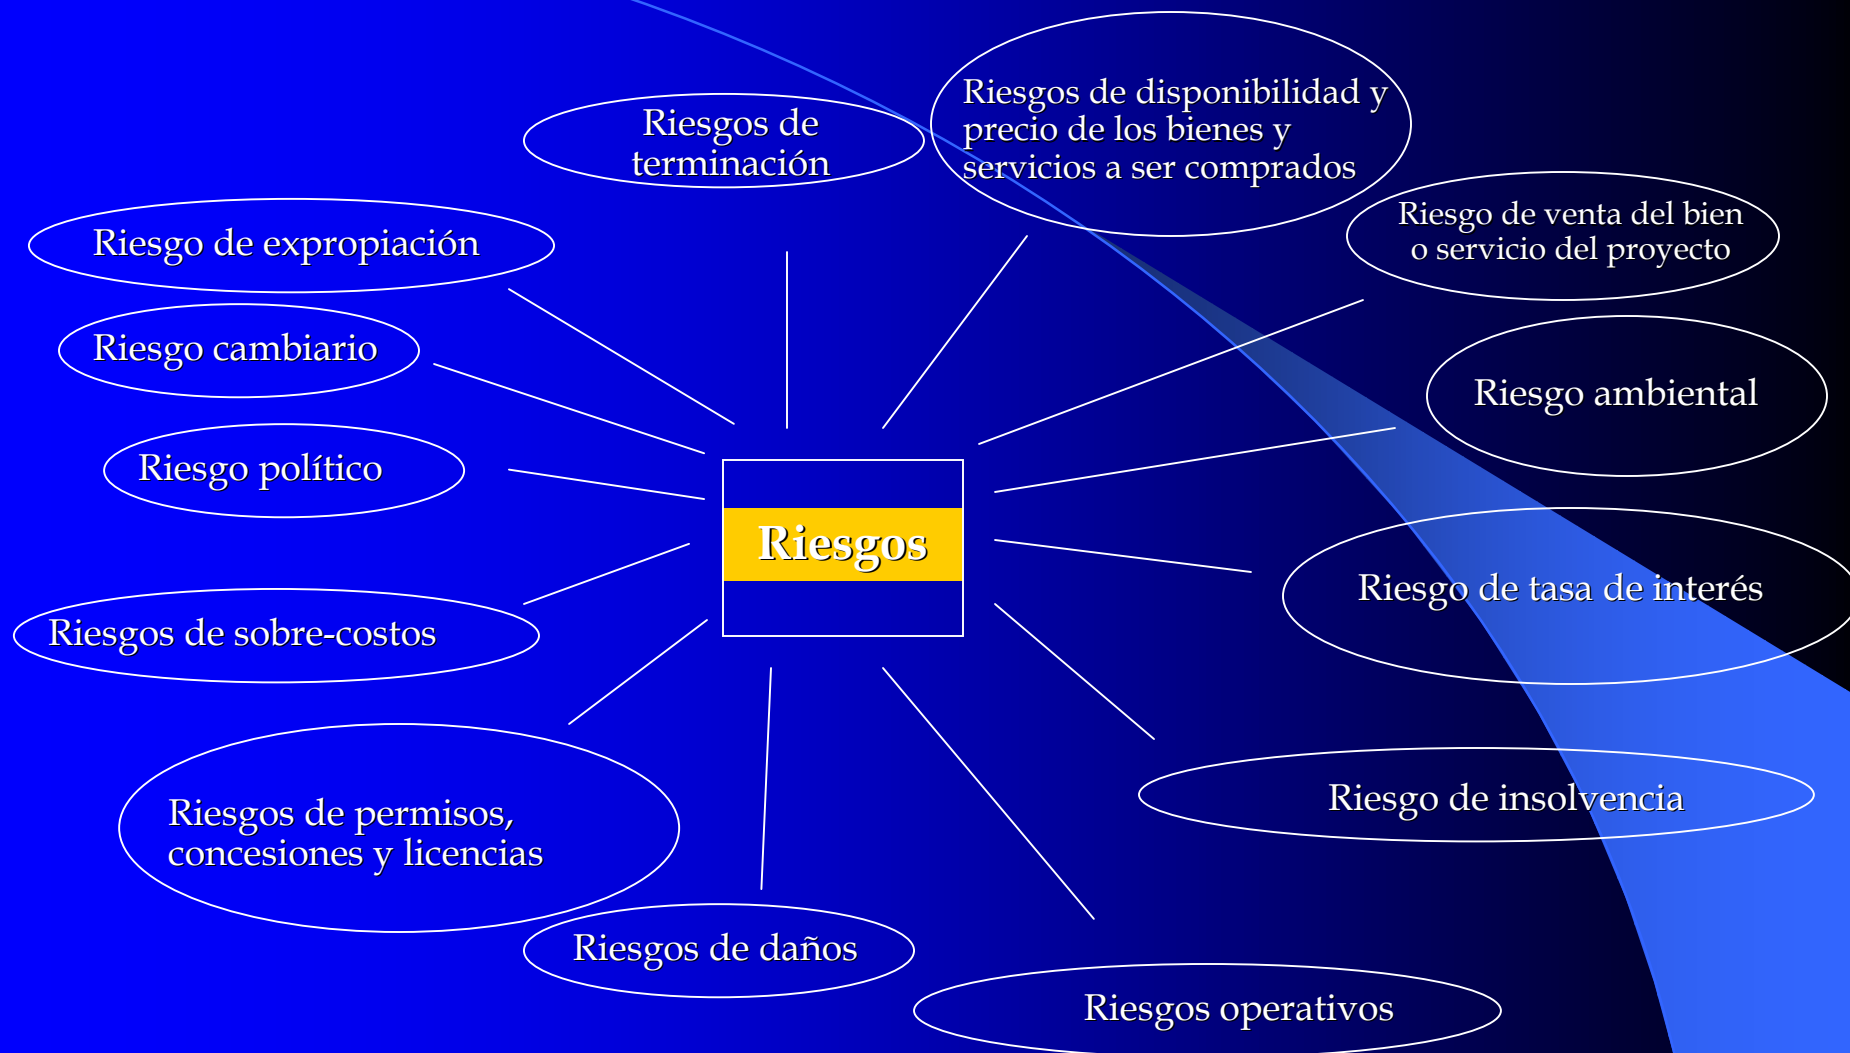 Riesgos de
terminación
Riesgos de disponibilidad y
precio de los bienes y
servicios a ser comprados
Riesgo de venta del bien
o servicio del proyecto
Riesgo de expropiación
Riesgo cambiario
Riesgo ambiental
Riesgo político
Riesgos
Riesgo de tasa de interés
Riesgos de sobre-costos
Riesgo de insolvencia
Riesgos de permisos,
concesiones y licencias
Riesgos de daños
Riesgos operativos